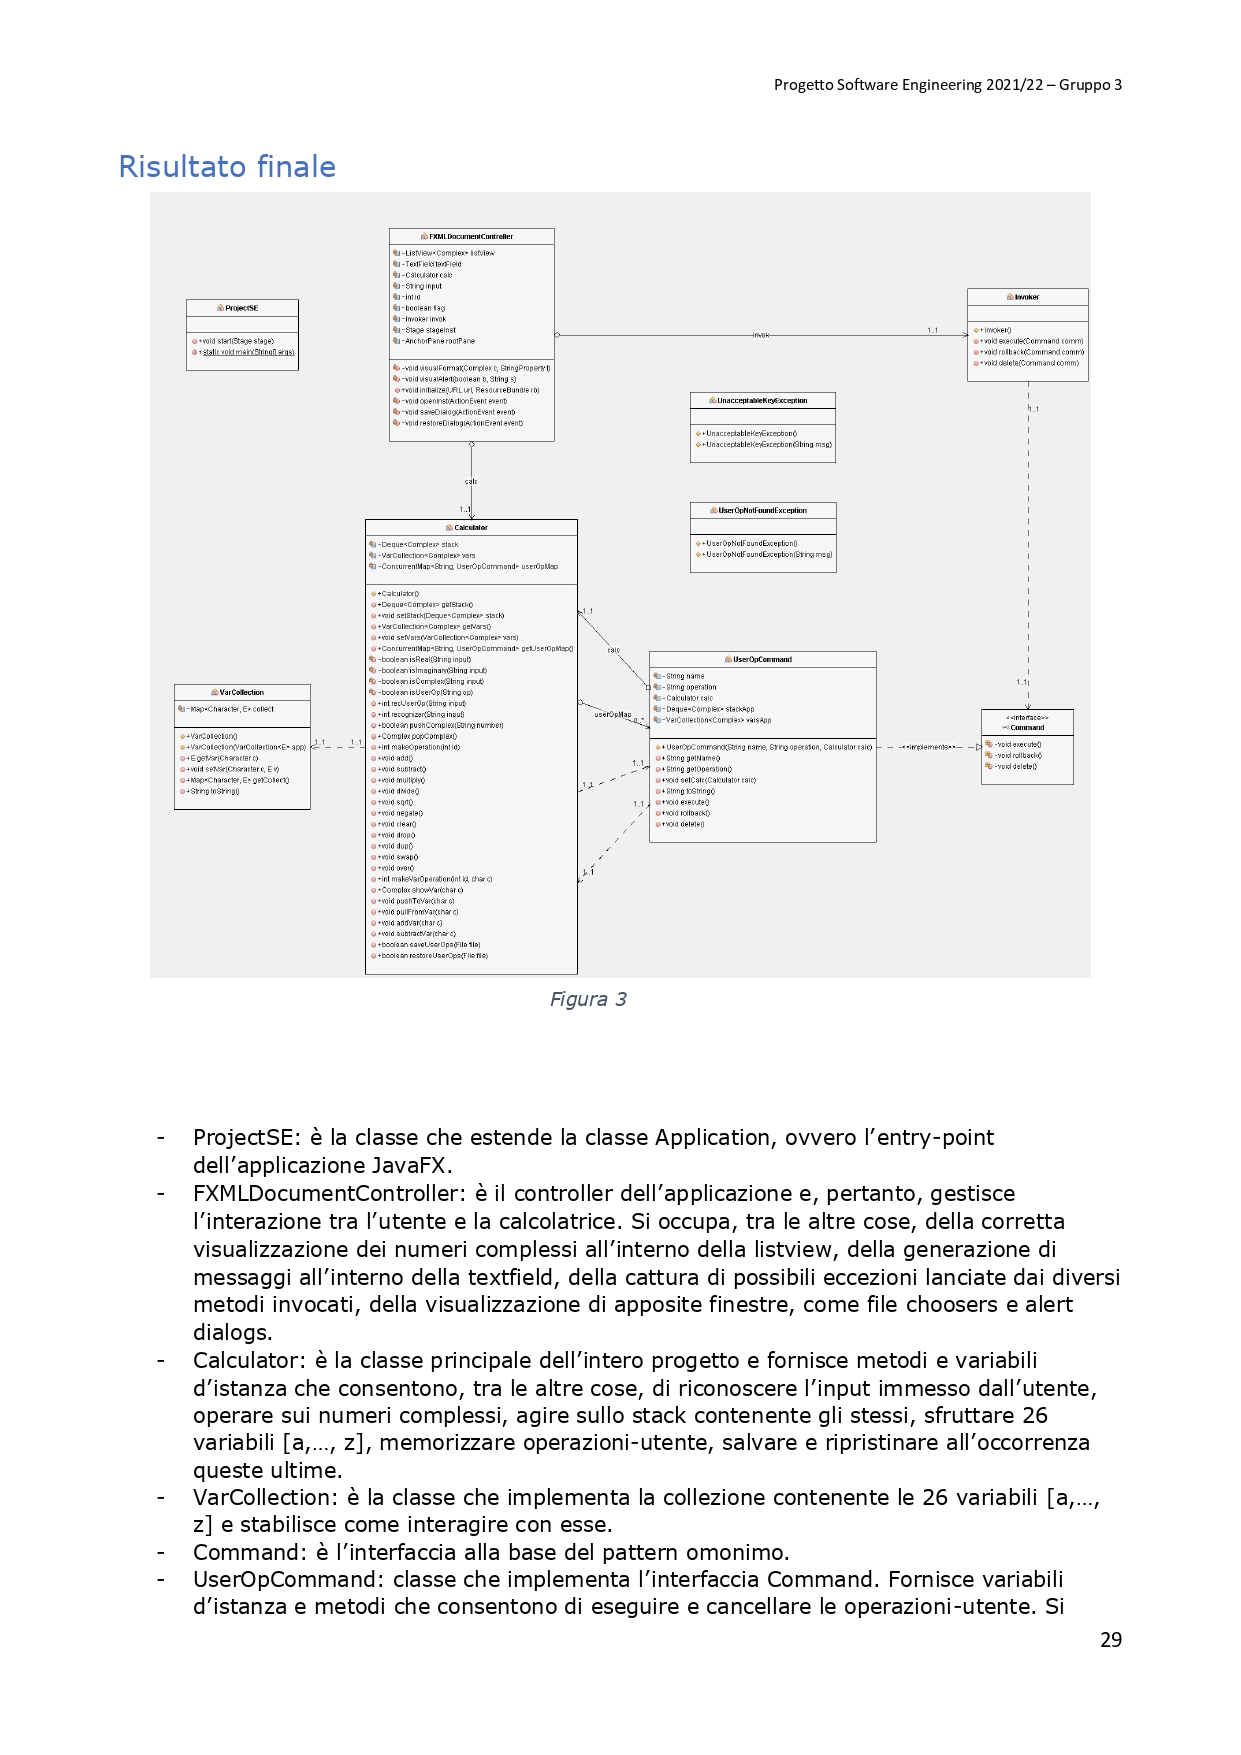 Progetto Software Engineering 2021/22 – Gruppo 3
Risultato finale
FXMLDocumentController
-ListView<Complex> listView
-TextField textField
-Calculator calc
-String input
-int id
-boolean flag
-Invoker invok
-Stage stageInst
-AnchorPane rootPane
-void visualFormat(Complex c, StringProperty t)
-void visualAlert(boolean b, String s)
+void initialize(URL url, ResourceBundle rb)
-void openInst(ActionEvent event)
-void saveDialog(ActionEvent event)
-void restoreDialog(ActionEvent event)
ProjectSE
+void start(Stage stage)
+static void main(String[] args)
invok
1..1
Invoker
+Invoker()
+void execute(Command comm)
+void rollback(Command comm)
+void delete(Command comm)
1..1
UnacceptableKeyException
+UnacceptableKeyException()
+UnacceptableKeyException(String msg)
calc
1..1
UserOpNotFoundException
+UserOpNotFoundException()
+UserOpNotFoundException(String msg)
Calculator
-Deque<Complex> stack
-VarCollection<Complex> vars
-ConcurrentMap<String, UserOpCommand> userOpMap
+Calculator()
+Deque<Complex> getStack()
+void setStack(Deque<Complex> stack)
+VarCollection<Complex> getVars()
+void setVars(VarCollection<Complex> vars)
+ConcurrentMap<String, UserOpCommand> getUserOpMap()
-boolean isReal(String input)
-boolean isImaginary(String input)
-boolean isComplex(String input)
-boolean isUserOp(String op)
+int recUserOp(String input)
+int recognizer(String input)
+boolean pushComplex(String number)
+Complex popComplex()
+int makeOperation(int id)
+void add()
+void subtract()
+void multiply()
+void divide()
+void sqrt()
+void negate()
+void clear()
+void drop()
+void dup()
+void swap()
+void over()
+int makeVarOperation(int id, char c)
+Complex showVar(char c)
+void pushToVar(char c)
+void pullFromVar(char c)
+void addVar(char c)
+void subtractVar(char c)
+boolean saveUserOps(File file)
+boolean restoreUserOps(File file)
1..1
calc
userOpMap
0..*
1..1
1..1
1..1
1..1
UserOpCommand
-String name
-String operation
-Calculator calc
-Deque<Complex> stackApp
-VarCollection<Complex> varsApp
+UserOpCommand(String name, String operation, Calculator calc)
+String getName()
+String getOperation()
+void setCalc(Calculator calc)
+String toString()
+void execute()
+void rollback()
+void delete()
<<implements>>
1..1
<<interface>>
Command
~void execute()
~void rollback()
~void delete()
VarCollection
-Map<Character, E> collect
+VarCollection()
+VarCollection(VarCollection<E> app)
+E getVar(Character c)
+void setVar(Character c, E v)
+Map<Character, E> getCollect()
+String toString()
1..1
1..1
Figura 3
- ProjectSE: è la classe che estende la classe Application, ovvero l’entry-point
dell’applicazione JavaFX.
- FXMLDocumentController: è il controller dell’applicazione e, pertanto, gestisce
l’interazione tra l’utente e la calcolatrice. Si occupa, tra le altre cose, della corretta
visualizzazione dei numeri complessi all’interno della listview, della generazione di
messaggi all’interno della textfield, della cattura di possibili eccezioni lanciate dai diversi
metodi invocati, della visualizzazione di apposite finestre, come file choosers e alert
dialogs.
- Calculator: è la classe principale dell’intero progetto e fornisce metodi e variabili
d’istanza che consentono, tra le altre cose, di riconoscere l’input immesso dall’utente,
operare sui numeri complessi, agire sullo stack contenente gli stessi, sfruttare 26
variabili [a,…, z], memorizzare operazioni-utente, salvare e ripristinare all’occorrenza
queste ultime.
- VarCollection: è la classe che implementa la collezione contenente le 26 variabili [a,…,
z] e stabilisce come interagire con esse.
- Command: è l’interfaccia alla base del pattern omonimo.
- UserOpCommand: classe che implementa l’interfaccia Command. Fornisce variabili
d’istanza e metodi che consentono di eseguire e cancellare le operazioni-utente. Si
29